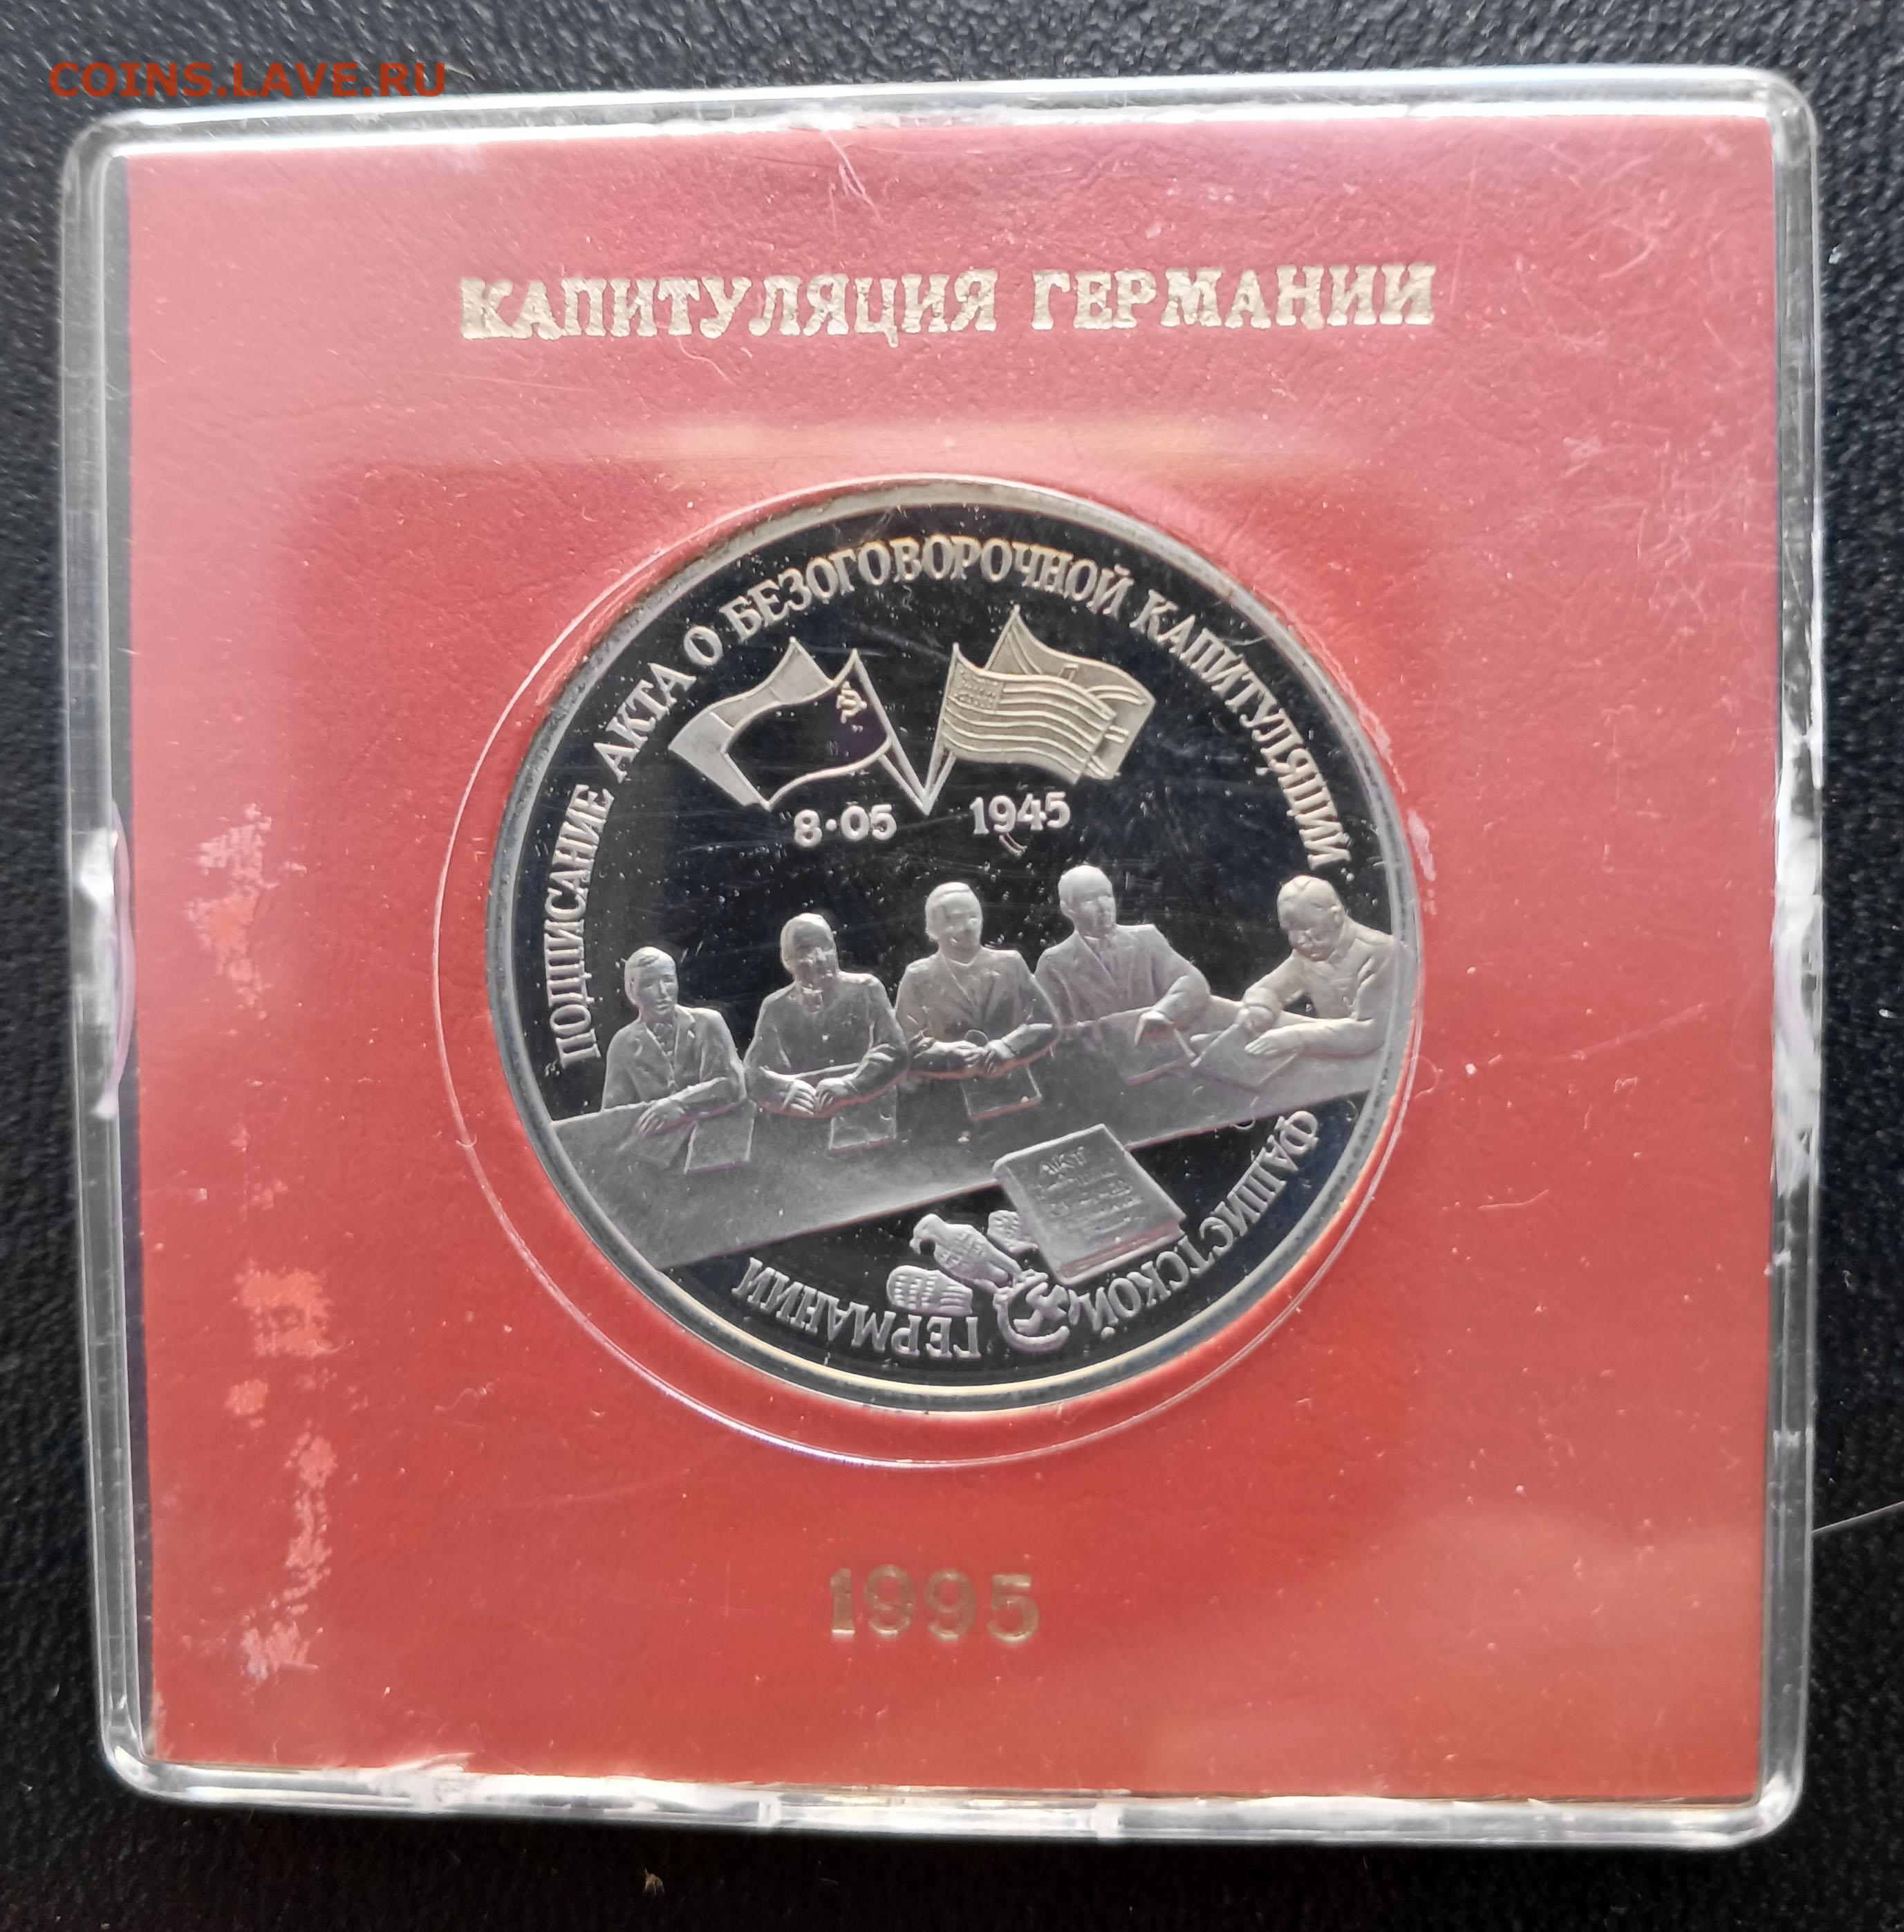 COINS.LAVE.RU
КАПИТУЛЯЦИЯ ГЕРМАНИИ
ПОДПИСАНИЕ АКТА О БЕЗОГОВОРОЧНОЙ КАПИТУЛЯЦИИ
ФАШИСТСКОЙ ГЕРМАНИИ
8·05 1945
1995